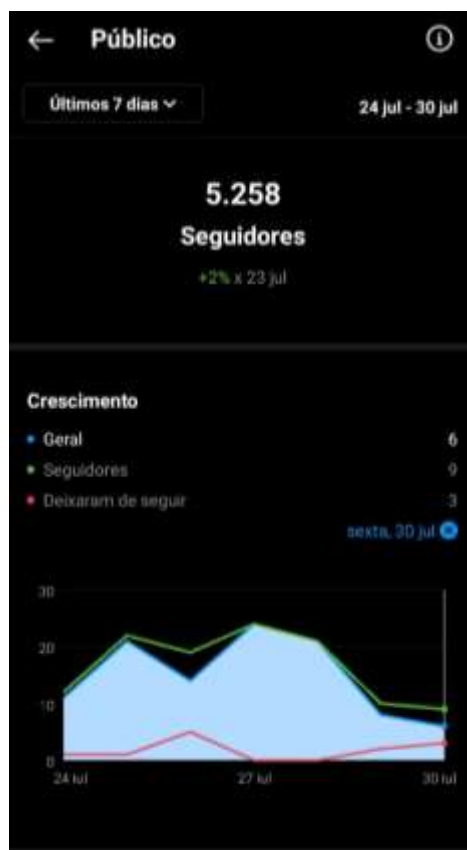 Público
Últimos 7 dias
24 jul - 30 jul
5.258
Seguidores
+2% x 23 jul
Crescimento
Geral 6
Seguidores 9
Deixaram de seguir 3
sexta, 30 jul
30
20
10
0
24 jul 27 jul 30 jul